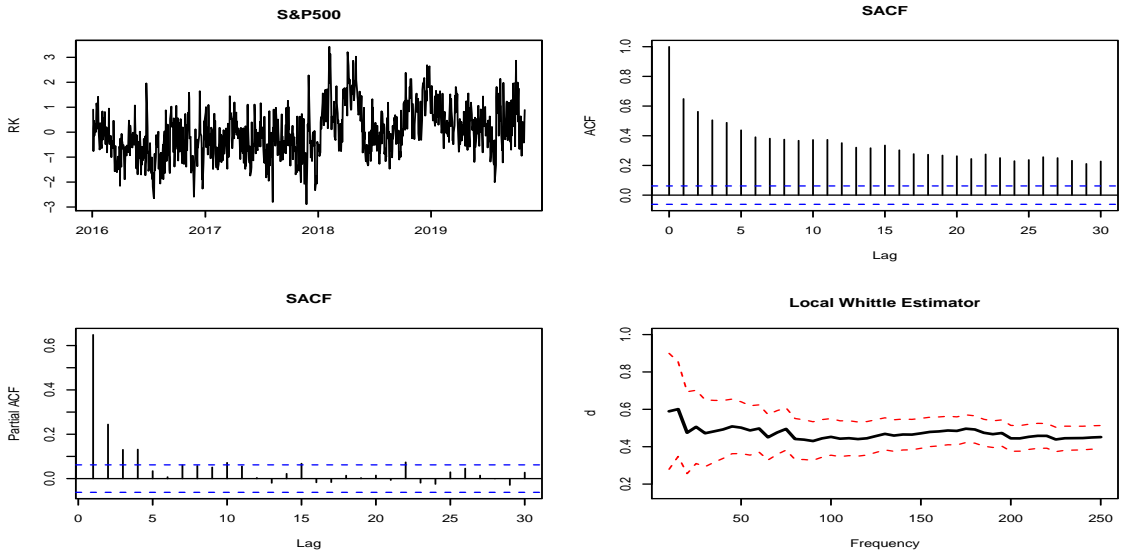 S&P500
RK
3
2
1
0
-1
-2
-3
2016 2017 2018 2019
SACF
ACF
1.0
0.8
0.6
0.4
0.2
0.0
0 5 10 15 20 25 30
Lag
SACF
Partial ACF
0.6
0.4
0.2
0.0
0 5 10 15 20 25 30
Lag
Local Whittle Estimator
d
1.0
0.8
0.6
0.4
0.2
50 100 150 200 250
Frequency